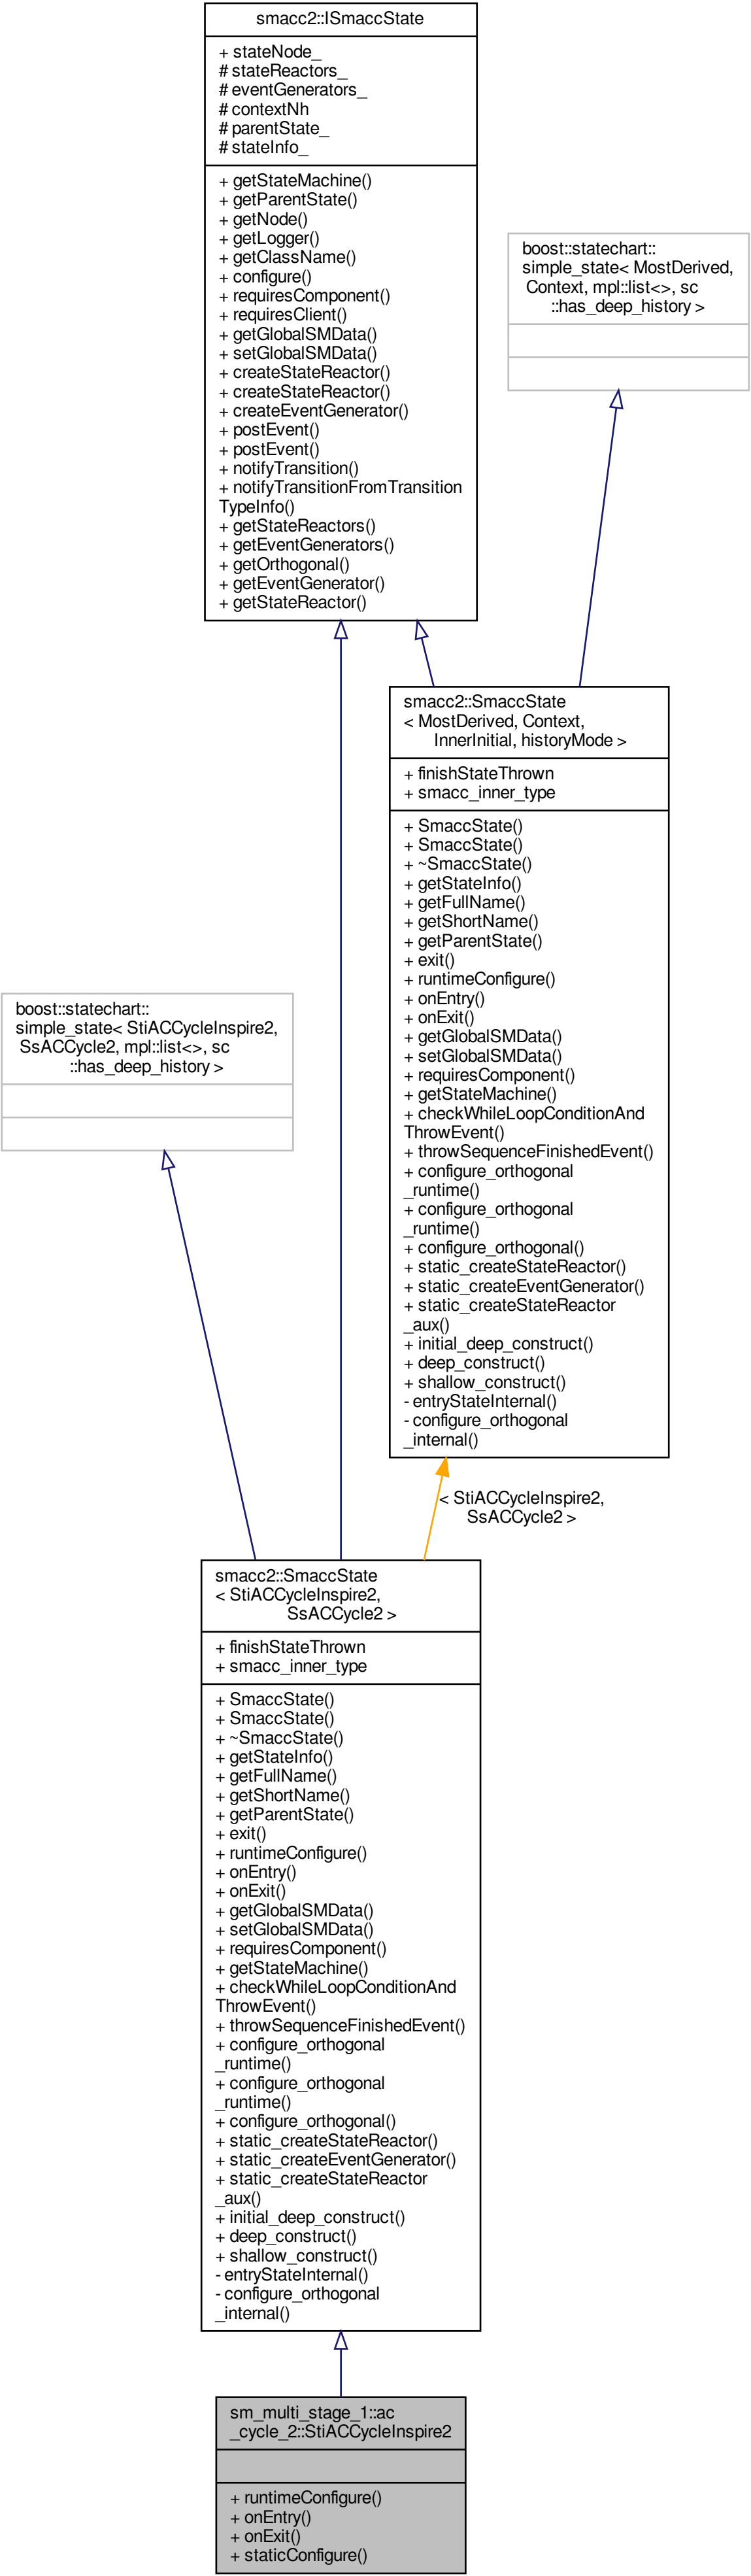 smacc2::ISmaccState
+ stateNode_
# stateReactors_
# eventGenerators_
# contextNh
# parentState_
# stateInfo_
+ getStateMachine()
+ getParentState()
+ getNode()
+ getLogger()
+ getClassName()
+ configure()
+ requiresComponent()
+ requiresClient()
+ getGlobalSMData()
+ setGlobalSMData()
+ createStateReactor()
+ createStateReactor()
+ createEventGenerator()
+ postEvent()
+ postEvent()
+ notifyTransition()
+ notifyTransitionFromTransition
TypeInfo()
+ getStateReactors()
+ getEventGenerators()
+ getOrthogonal()
+ getEventGenerator()
+ getStateReactor()
boost::statechart::
simple_state< MostDerived,
Context, mpl::list<>, sc
::has_deep_history >
smacc2::SmaccState
< MostDerived, Context,
InnerInitial, historyMode >
+ finishStateThrown
+ smacc_inner_type
+ SmaccState()
+ SmaccState()
+ ~SmaccState()
+ getStateInfo()
+ getFullName()
+ getShortName()
+ getParentState()
+ exit()
+ runtimeConfigure()
+ onEntry()
+ onExit()
+ getGlobalSMData()
+ setGlobalSMData()
+ requiresComponent()
+ getStateMachine()
+ checkWhileLoopConditionAnd
ThrowEvent()
+ throwSequenceFinishedEvent()
+ configure_orthogonal
_runtime()
+ configure_orthogonal
_runtime()
+ configure_orthogonal()
+ static_createStateReactor()
+ static_createEventGenerator()
+ static_createStateReactor
_aux()
+ initial_deep_construct()
+ deep_construct()
+ shallow_construct()
- entryStateInternal()
- configure_orthogonal
_internal()
boost::statechart::
simple_state< StiACCycleInspire2,
SsACCycle2, mpl::list<>, sc
::has_deep_history >
< StiACCycleInspire2,
SsACCycle2 >
smacc2::SmaccState
< StiACCycleInspire2,
SsACCycle2 >
+ finishStateThrown
+ smacc_inner_type
+ SmaccState()
+ SmaccState()
+ ~SmaccState()
+ getStateInfo()
+ getFullName()
+ getShortName()
+ getParentState()
+ exit()
+ runtimeConfigure()
+ onEntry()
+ onExit()
+ getGlobalSMData()
+ setGlobalSMData()
+ requiresComponent()
+ getStateMachine()
+ checkWhileLoopConditionAnd
ThrowEvent()
+ throwSequenceFinishedEvent()
+ configure_orthogonal
_runtime()
+ configure_orthogonal
_runtime()
+ configure_orthogonal()
+ static_createStateReactor()
+ static_createEventGenerator()
+ static_createStateReactor
_aux()
+ initial_deep_construct()
+ deep_construct()
+ shallow_construct()
- entryStateInternal()
- configure_orthogonal
_internal()
sm_multi_stage_1::ac
_cycle_2::StiACCycleInspire2
+ runtimeConfigure()
+ onEntry()
+ onExit()
+ staticConfigure()